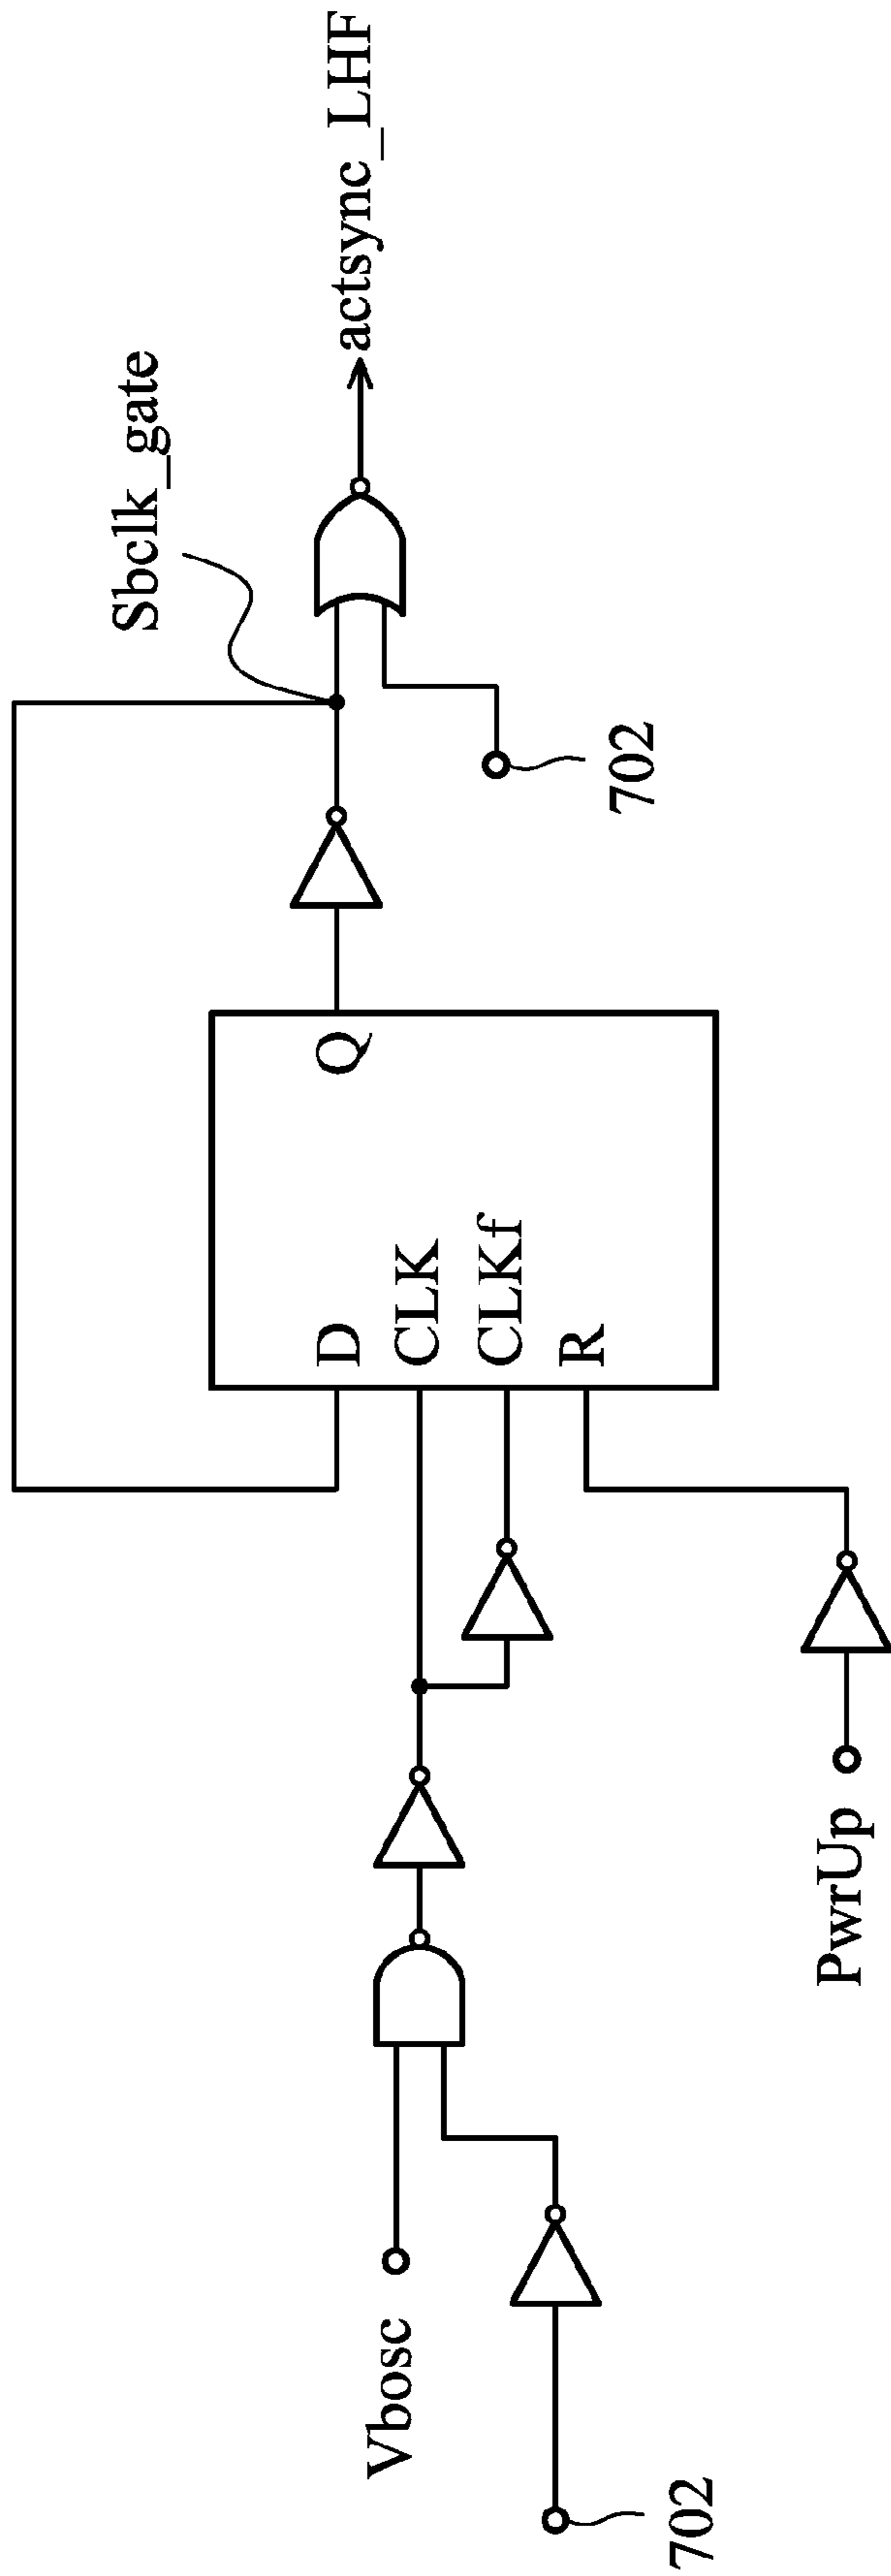 Sbclk_gate
actsync_LHF
702
Q
D
CLK
CLKf
R
Vbosc
702
PwrUp